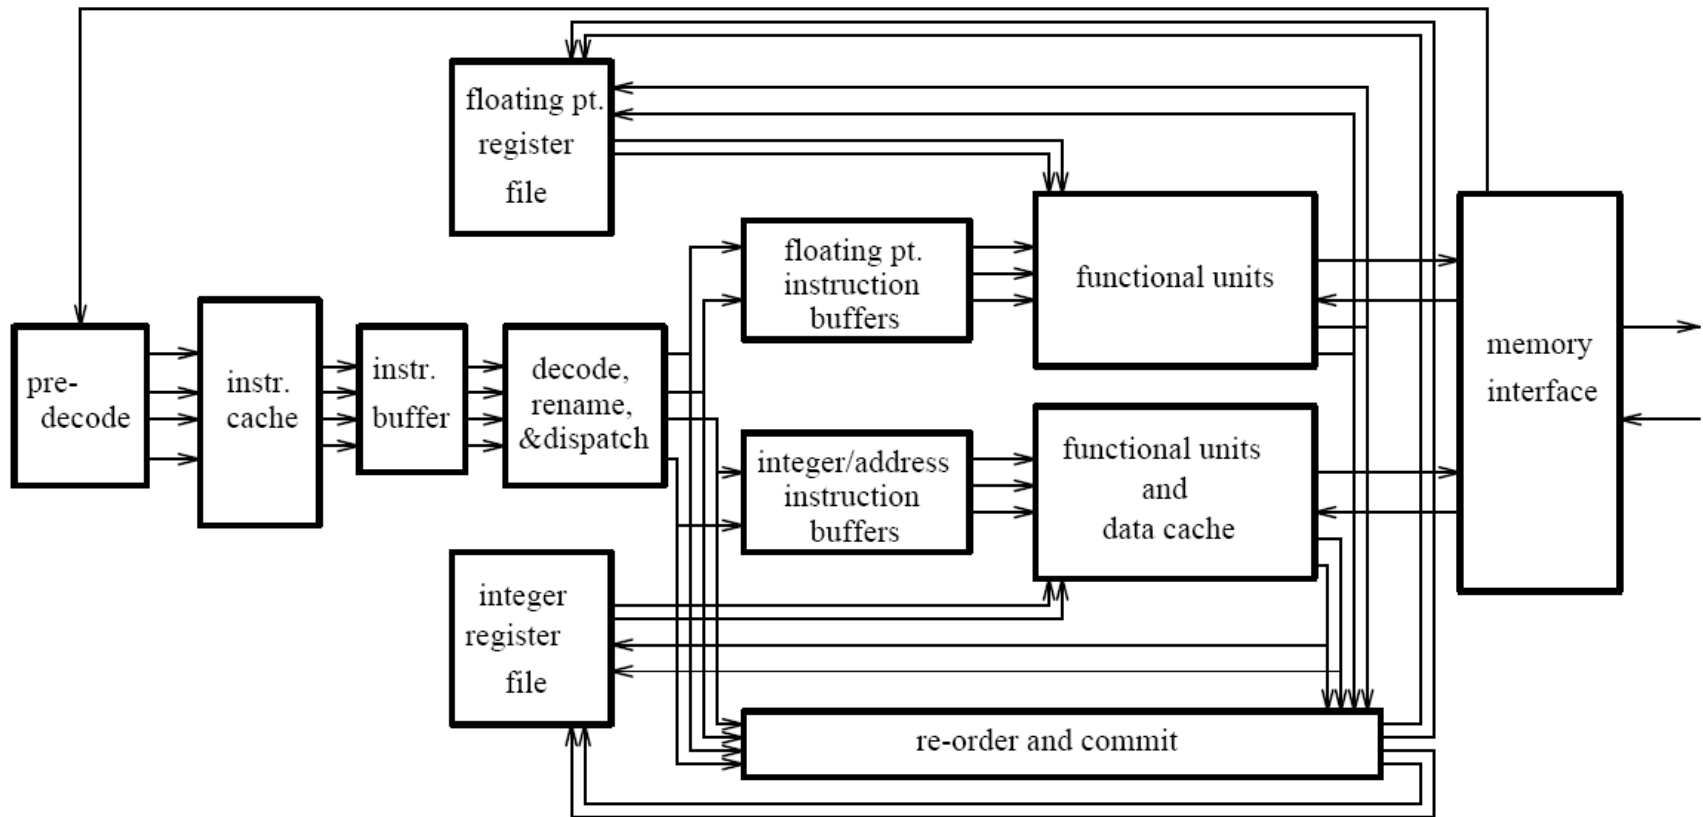 floating pt.
register
file
pre-
decode
instr.
cache
instr.
buffer
decode,
rename,
&dispatch
floating pt.
instruction
buffers
functional units
memory
interface
integer/address
instruction
buffers
functional units
and
data cache
integer
register
file
re-order and commit